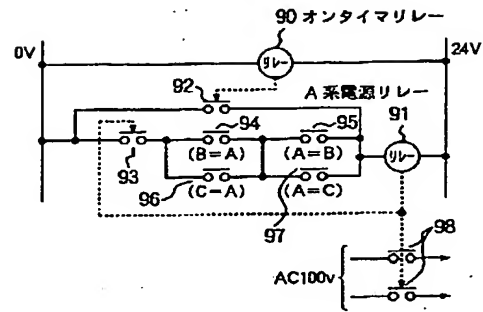 90 オンタイマリレー
0V
24V
リレー
92
A 系電源リレー
94
95
91
(B=A)
(A=B)
リレー
93
96
(C-A)
(A=C)
97
98
AC100v